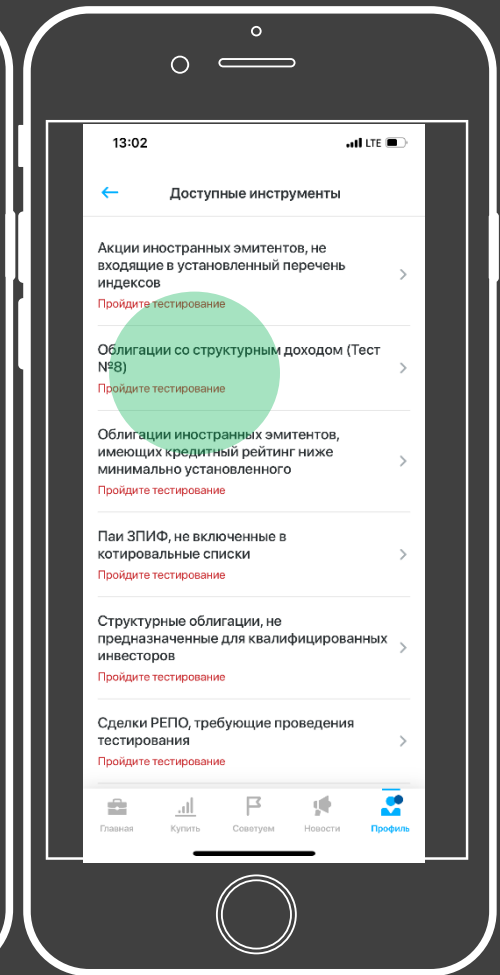 13:02
LTE
Доступные инструменты
Акции иностранных эмитентов, не
входящие в установленный перечень
индексов
Пройдите тестирование
Облигации со структурным доходом (Тест
№8)
Пройдите тестирование
Облигации иностранных эмитентов,
имеющих кредитный рейтинг ниже
минимально установленного
Пройдите тестирование
Паи ЗПИФ, не включенные в
котировальные списки
Пройдите тестирование
Структурные облигации, не
предназначенные для квалифицированных
инвесторов
Пройдите тестирование
Сделки РЕПО, требующие проведения
тестирования
Пройдите тестирование
Главная Купить Советуем Новости Профиль